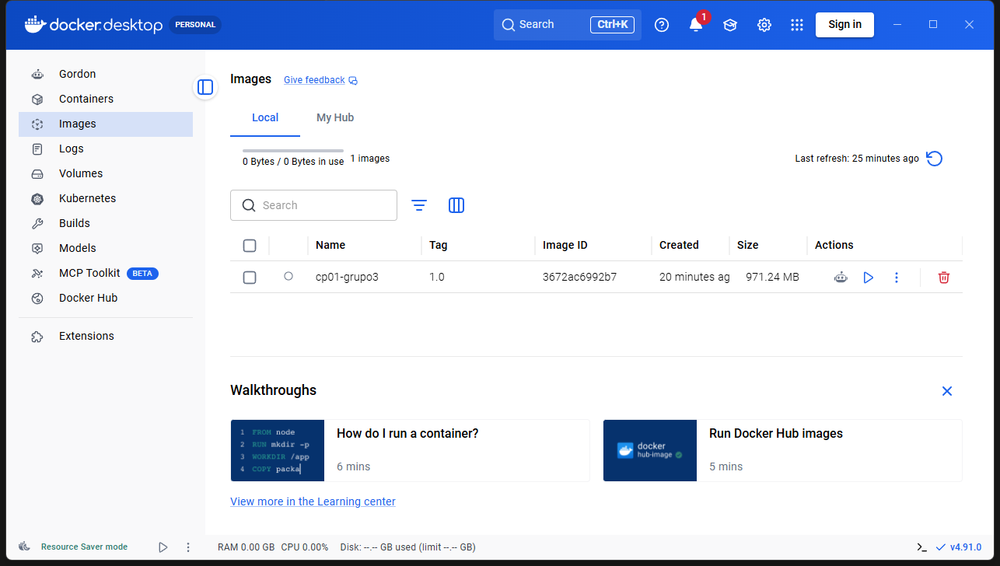 docker.desktop PERSONAL Search Ctrl+K 1 Sign in
Gordon
Containers
Images
Logs
Volumes
Kubernetes
Builds
Models
MCP Toolkit BETA
Docker Hub
Extensions
Images Give feedback
Local My Hub
0 Bytes / 0 Bytes in use 1 images Last refresh: 25 minutes ago
Search
Name Tag Image ID Created Size Actions
cp01-grupo3 1.0 3672ac6992b7 20 minutes ag 971.24 MB
Walkthroughs
1 FROM node
2 RUN mkdir -p
3 WORKDIR /app
4 COPY packa
How do I run a container?
6 mins
docker
hub-image
Run Docker Hub images
5 mins
View more in the Learning center
Resource Saver mode RAM 0.00 GB CPU 0.00% Disk: --.-- GB used (limit --.-- GB) v4.91.0